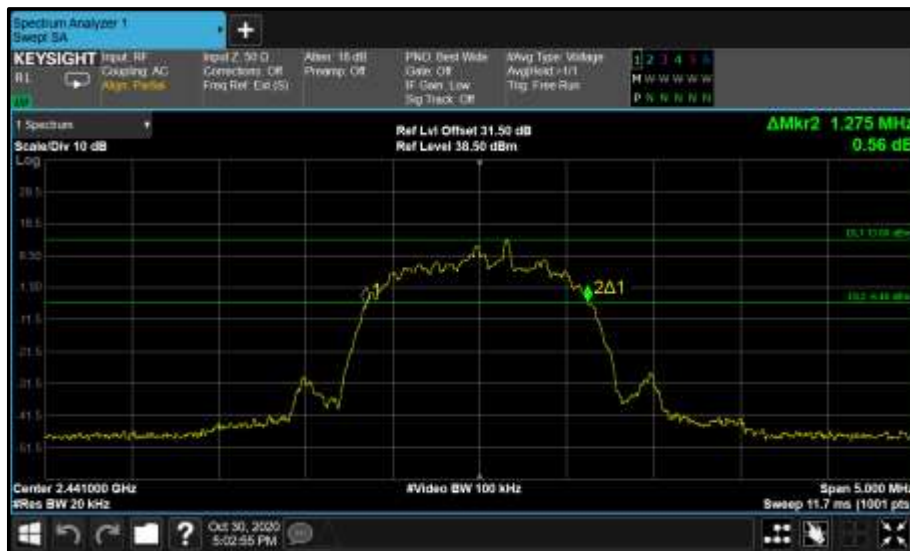 Spectrum Analyzer 1
Swept SA
+
KEYSIGHT
Input: RF
Coupling: AC
Align: Partial
Input Z: 50 Ω
Corrections: Off
Freq Ref: Ext (S)
Atten: 16 dB
Preamp: Off
PNO: Best Wide
Gate: Off
IF Gain: Low
Sig Track: Off
Avg Type: Voltage
Avg|Hold: >1/1
Trig: Free Run
1 2 3 4 5 6
M W W W W W
P N N N N N
1 Spectrum
Scale/Div 10 dB
Log
Ref Lvl Offset 31.50 dB
Ref Level 38.50 dBm
ΔMkr2 1.275 MHz
0.56 dB
28.5
18.5
8.50
-1.50
-11.5
-21.5
-31.5
-41.5
-51.5
1
2Δ1
Center 2.441000 GHz
#Res BW 20 kHz
#Video BW 100 kHz
Span 5.000 MHz
Sweep 11.7 ms (1001 pts
?
Oct 30, 2020
5:02:55 PM